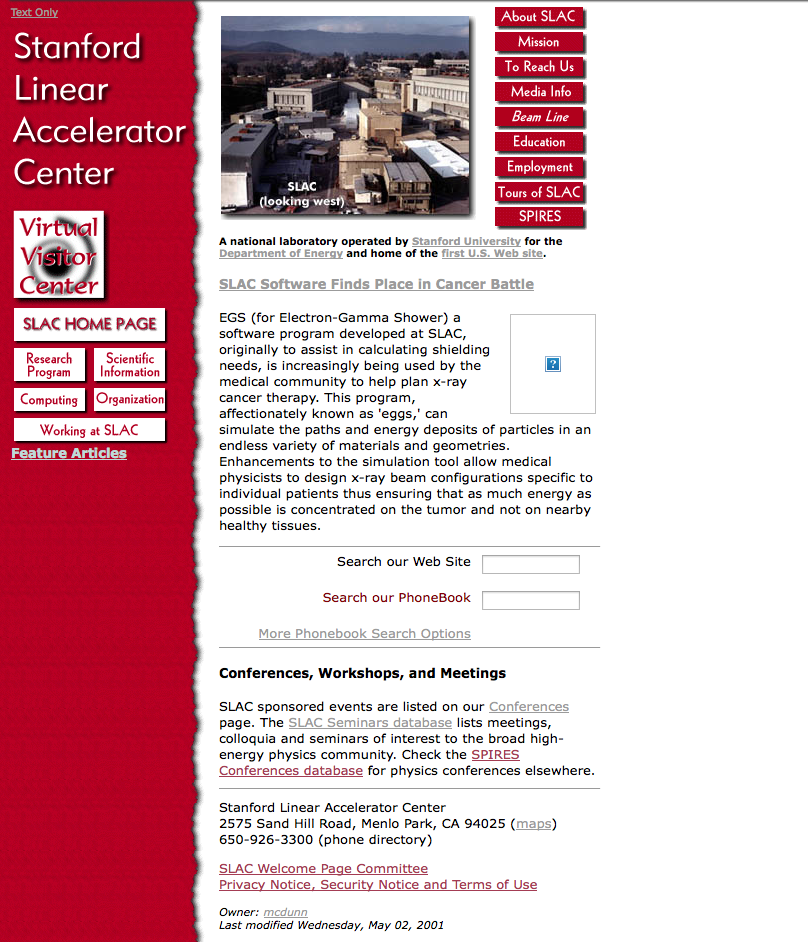 Text Only
Stanford
Linear
Accelerator
Center
Virtual
Visitor
Center
SLAC HOME PAGE
Research
Program
Scientific
Information
Computing
Organization
Working at SLAC
Feature Articles
SLAC
(looking west)
About SLAC
Mission
To Reach Us
Media Info
Beam Line
Education
Employment
Tours of SLAC
SPIRES
A national laboratory operated by Stanford University for the
Department of Energy and home of the first U.S. Web site.
SLAC Software Finds Place in Cancer Battle
EGS (for Electron-Gamma Shower) a
software program developed at SLAC,
originally to assist in calculating shielding
needs, is increasingly being used by the
medical community to help plan x-ray
cancer therapy. This program,
affectionately known as 'eggs,' can
simulate the paths and energy deposits of particles in an
endless variety of materials and geometries.
Enhancements to the simulation tool allow medical
physicists to design x-ray beam configurations specific to
individual patients thus ensuring that as much energy as
possible is concentrated on the tumor and not on nearby
healthy tissues.
?
Search our Web Site
Search our PhoneBook
More Phonebook Search Options
Conferences, Workshops, and Meetings
SLAC sponsored events are listed on our Conferences
page. The SLAC Seminars database lists meetings,
colloquia and seminars of interest to the broad high-
energy physics community. Check the SPIRES
Conferences database for physics conferences elsewhere.
Stanford Linear Accelerator Center
2575 Sand Hill Road, Menlo Park, CA 94025 (maps)
650-926-3300 (phone directory)
SLAC Welcome Page Committee
Privacy Notice, Security Notice and Terms of Use
Owner: mcdunn
Last modified Wednesday, May 02, 2001